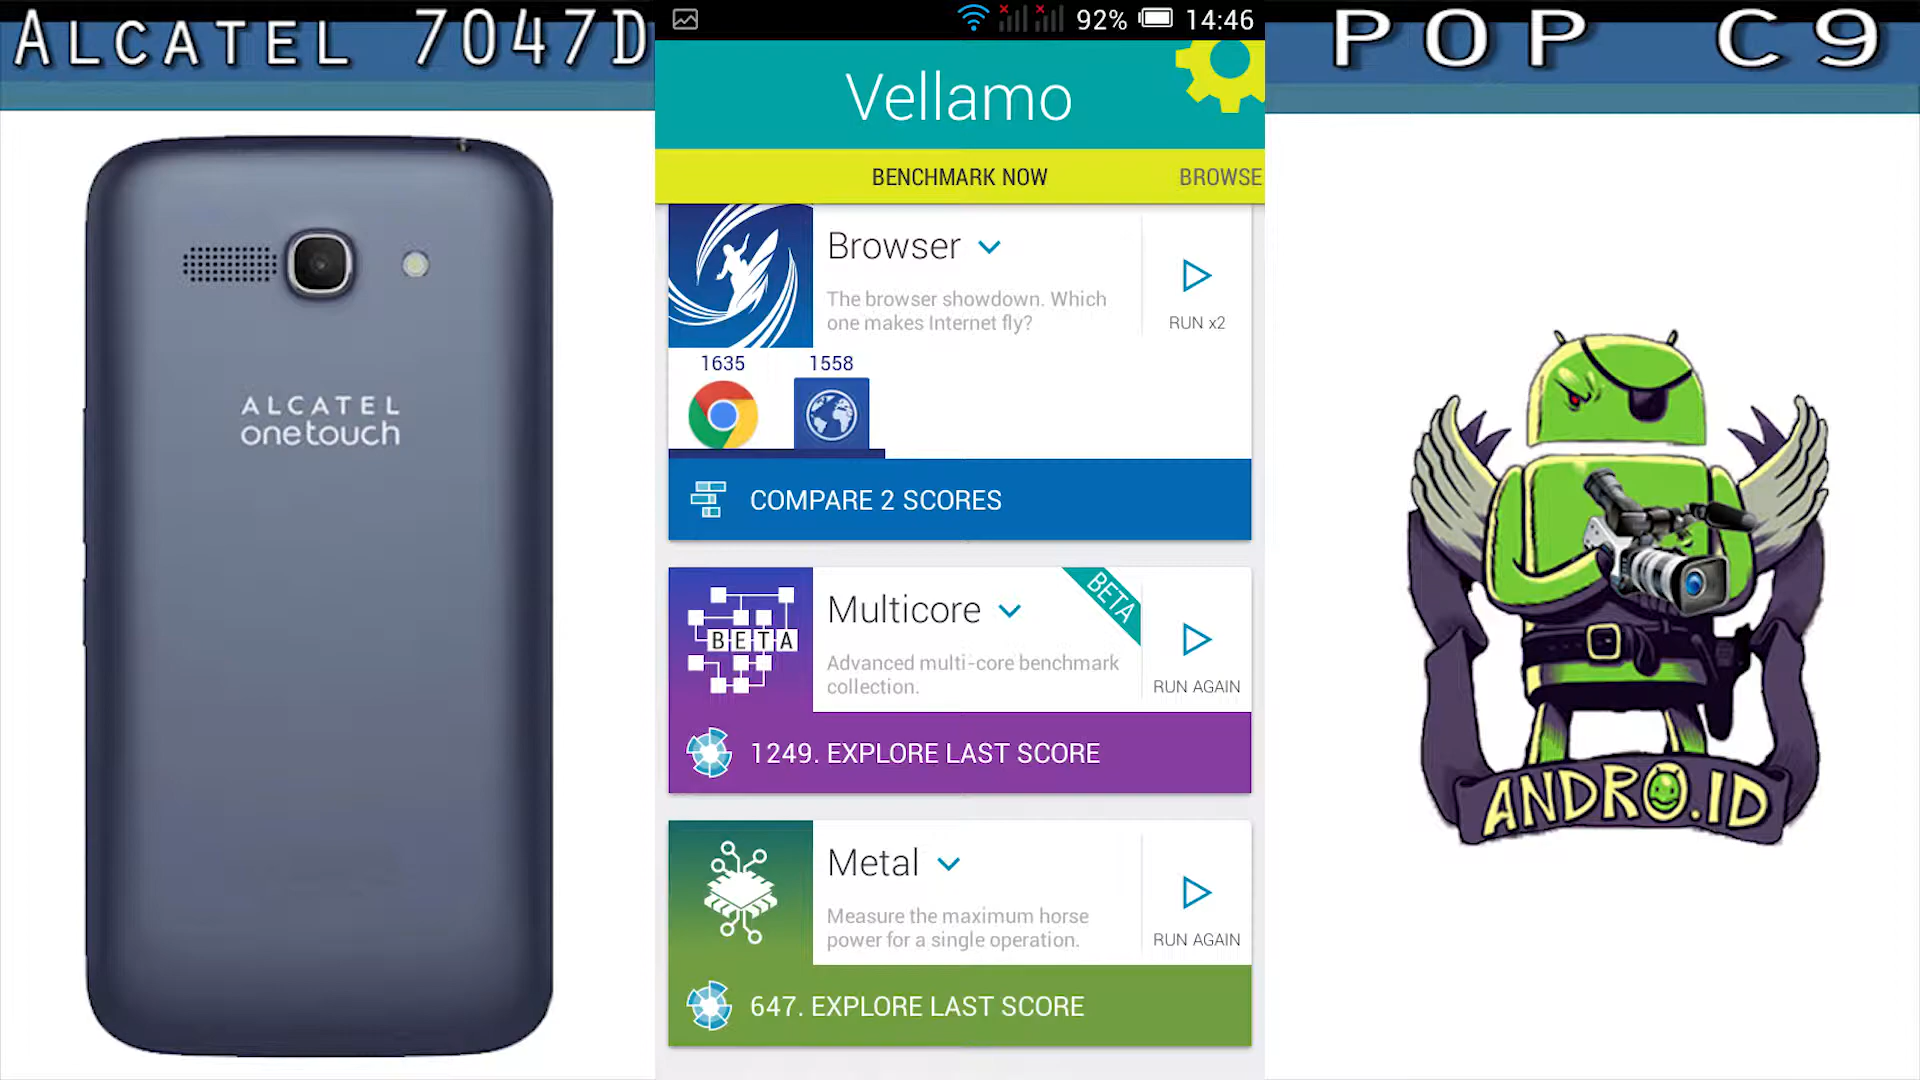 ALCATEL 7047D
92% 14:46
POP C9
Vellamo
BENCHMARK NOW
BROWSE
Browser
The browser showdown. Which
one makes Internet fly?
RUN x2
1635
1558
COMPARE 2 SCORES
ALCATEL
onetouch
BETA
Multicore
BETA
Advanced multi-core benchmark
collection.
RUN AGAIN
1249. EXPLORE LAST SCORE
Metal
Measure the maximum horse
power for a single operation.
RUN AGAIN
647. EXPLORE LAST SCORE
ANDRO.ID